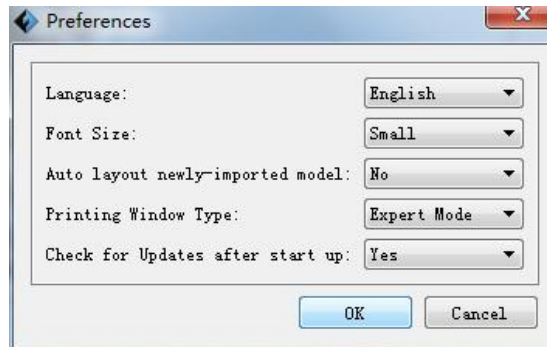 Preferences
Language: English
Font Size: Small
Auto layout newly-imported model: No
Printing Window Type: Expert Mode
Check for Updates after start up: Yes
OK Cancel